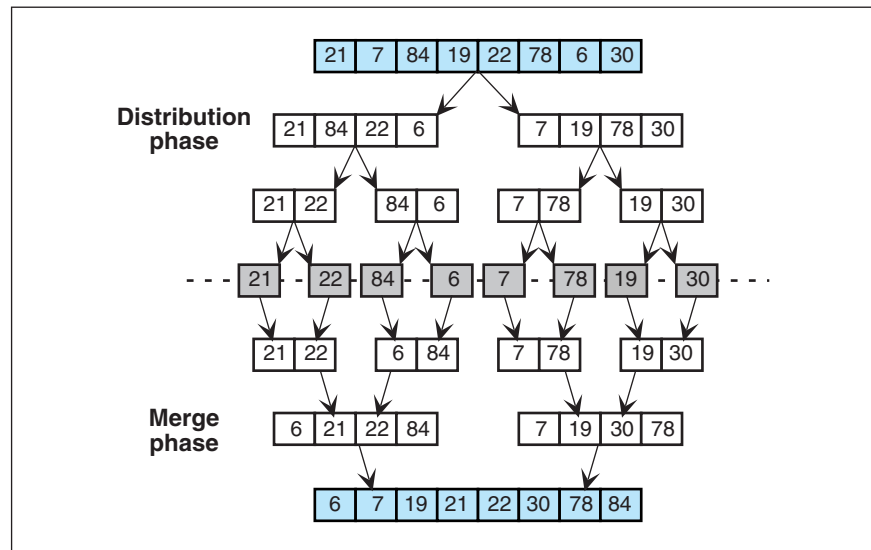 21 7 84 19 22 78 6 30
Distribution
phase
21 84 22 6 7 19 78 30
21 22 84 6 7 78 19 30
21 22 84 6 7 78 19 30
21 22 6 84 7 78 19 30
Merge
phase
6 21 22 84 7 19 30 78
6 7 19 21 22 30 78 84